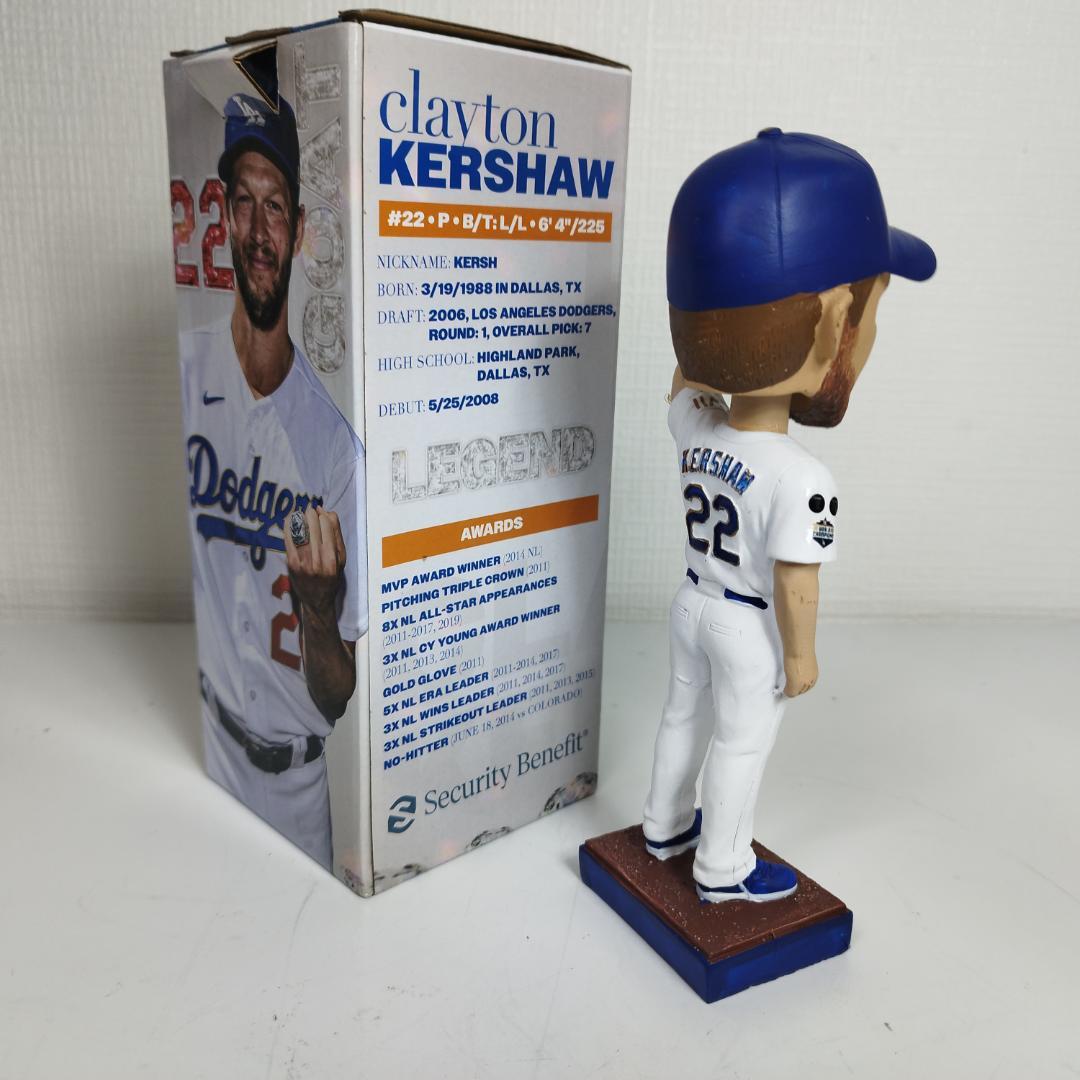 LA
22
GOAT
Dodgers
2
clayton
KERSHAW
#22 • P • B/T: L/L • 6' 4"/225
NICKNAME: KERSH
BORN: 3/19/1988 IN DALLAS, TX
DRAFT: 2006, LOS ANGELES DODGERS,
ROUND: 1, OVERALL PICK: 7
HIGH SCHOOL: HIGHLAND PARK,
DALLAS, TX
DEBUT: 5/25/2008
LEGEND
AWARDS
MVP AWARD WINNER (2014 NL)
PITCHING TRIPLE CROWN (2011)
8X NL ALL-STAR APPEARANCES
(2011-2017, 2019)
3X NL CY YOUNG AWARD WINNER
(2011, 2013, 2014)
GOLD GLOVE (2011)
5X NL ERA LEADER (2011-2014, 2017)
3X NL WINS LEADER (2011, 2014, 2017)
3X NL STRIKEOUT LEADER (2011, 2013, 2015)
NO-HITTER (JUNE 18, 2014 vs COLORADO)
Security Benefit®
KERSHAW
22